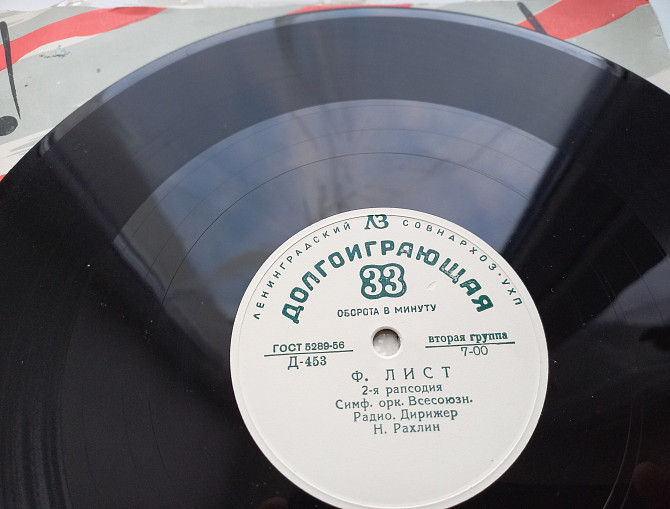 ЛЗ
ЛЕНИНГРАДСКИЙ СОВНАРХОЗ·УХП
ДОЛГОИГРАЮЩАЯ
33
ОБОРОТА В МИНУТУ
ГОСТ 5289-56
Д-453
вторая группа
7-00
Ф. ЛИСТ
2-я рапсодия
Симф. орк. Всесоюзн.
Радио. Дирижер
Н. Рахлин